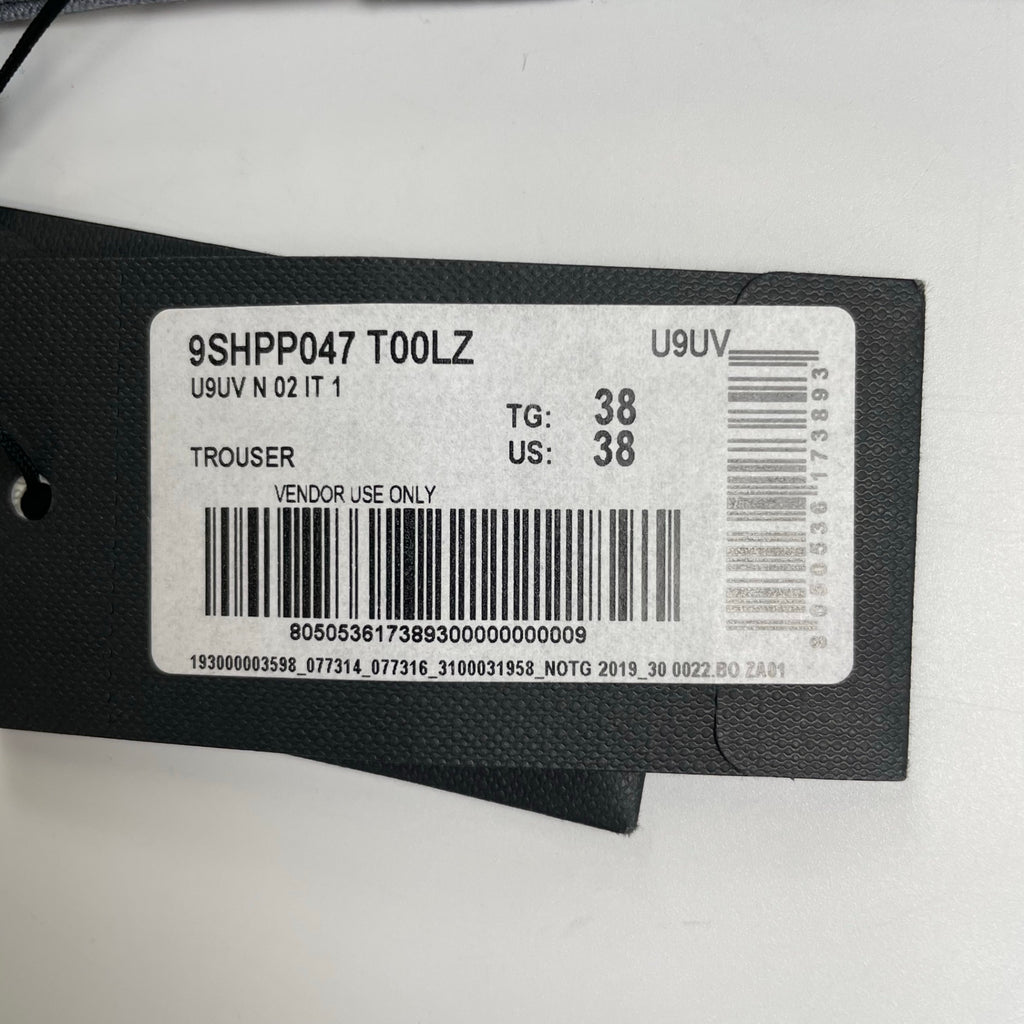 9SHPP047 T00LZ
U9UV
U9UV N 02 IT 1
TG: 38
US: 38
TROUSER
VENDOR USE ONLY
805053617389300000000009
193000003598_077314_077316_3100031958_NOTG 2019_30 0022.BO ZA01
8050536173893